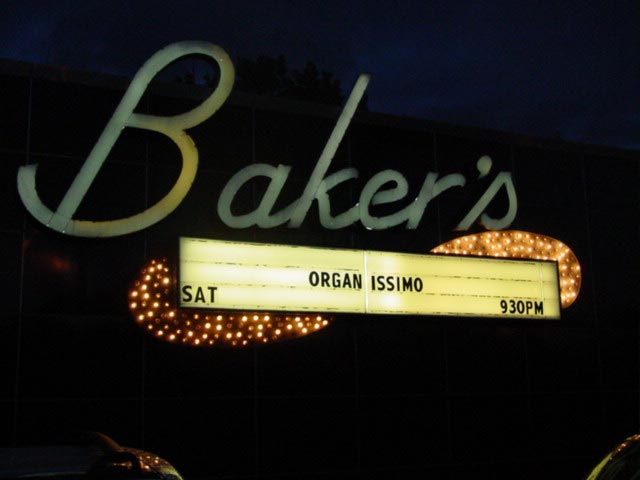 Baker's
ORGAN ISSIMO
SAT 930PM